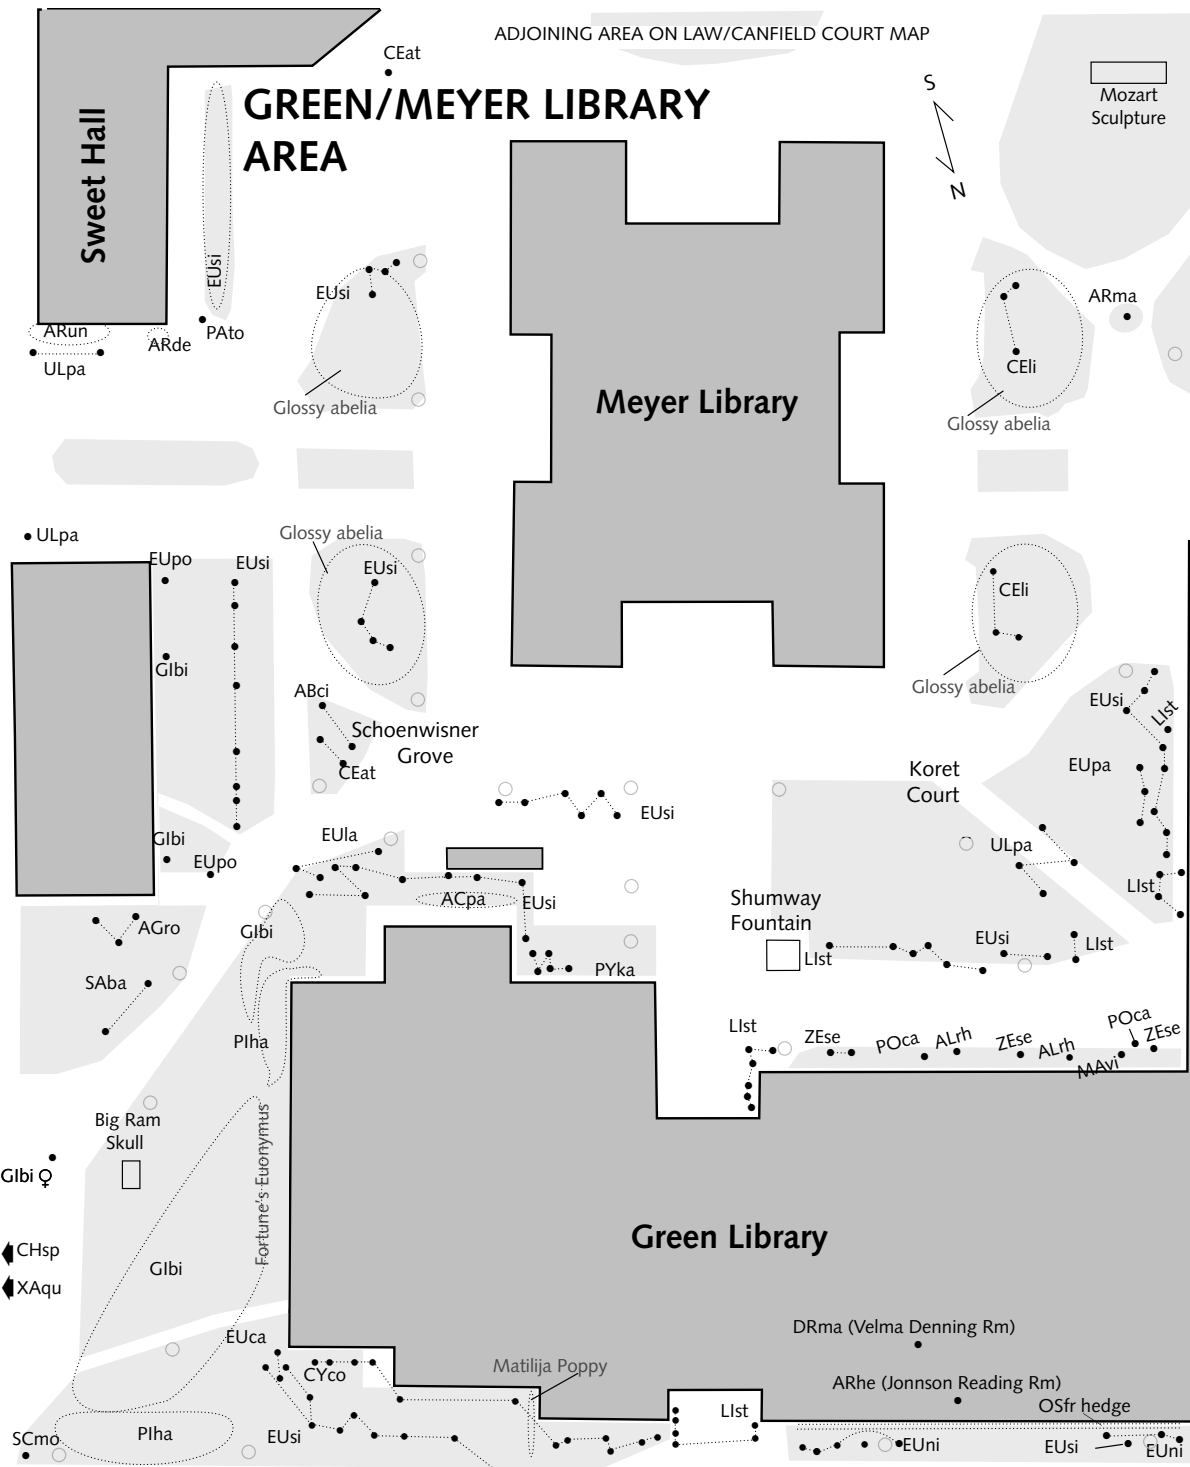 ADJOINING AREA ON LAW/CANFIELD COURT MAP
CEat
GREEN/MEYER LIBRARY
AREA
S
N
Mozart
Sculpture
Sweet Hall
EUsi
EUsi
ARma
ARun
ARde
PAto
ULpa
CEli
Meyer Library
Glossy abelia
Glossy abelia
ULpa
Glossy abelia
EUpo
EUsi
EUsi
CEli
GIbi
Glossy abelia
ABci
EUsi
LIst
Schoenwisner
Grove
CEat
Koret
Court
EUpa
EUsi
EUla
GIbi
EUpo
ULpa
LIst
ACpa
EUsi
Shumway
Fountain
AGro
GIbi
EUsi
LIst
LIst
PYka
SAba
PIha
LIst
ZEse
POca
ALrh
ZEse
ALrh
MAvi
POca
ZEse
Big Ram
Skull
Fortune's Euonymus
GIbi ♀
Green Library
CHsp
GIbi
XAqu
DRma (Velma Denning Rm)
EUca
CYco
Matilija Poppy
ARhe (Jonnson Reading Rm)
OSfr hedge
LIst
SCmo
PIha
EUsi
EUni
EUsi
EUni